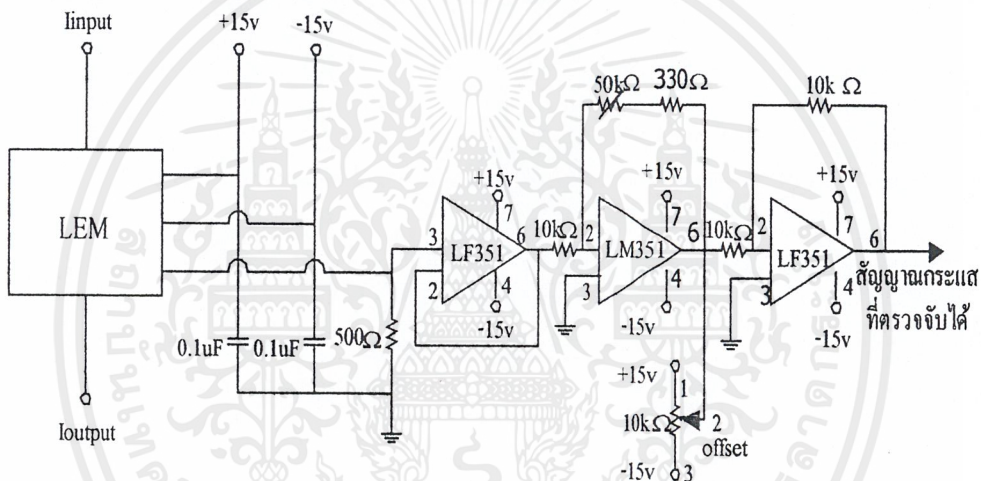 Iinput
+15v
-15v
LEM
Ioutput
0.1uF
0.1uF
500Ω
3
2
LF351
+15v
7
6
4
-15v
10kΩ
50kΩ
330Ω
2
3
LM351
+15v
7
6
4
-15v
10kΩ
10k Ω
2
3
LF351
+15v
7
6
4
-15v
สัญญาณกระแส
ที่ตรวจจับได้
+15v
1
10kΩ
2
offset
-15v
3